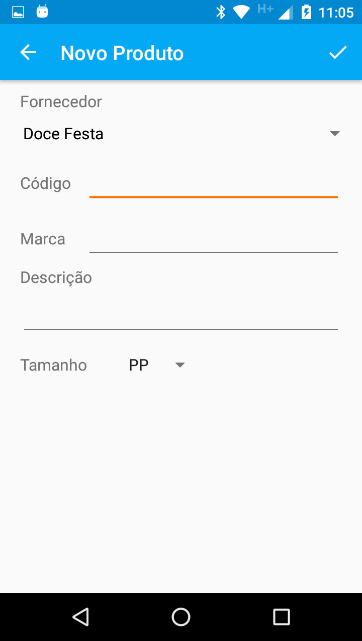 H+ 11:05
Novo Produto
Fornecedor
Doce Festa
Código
Marca
Descrição
Tamanho PP